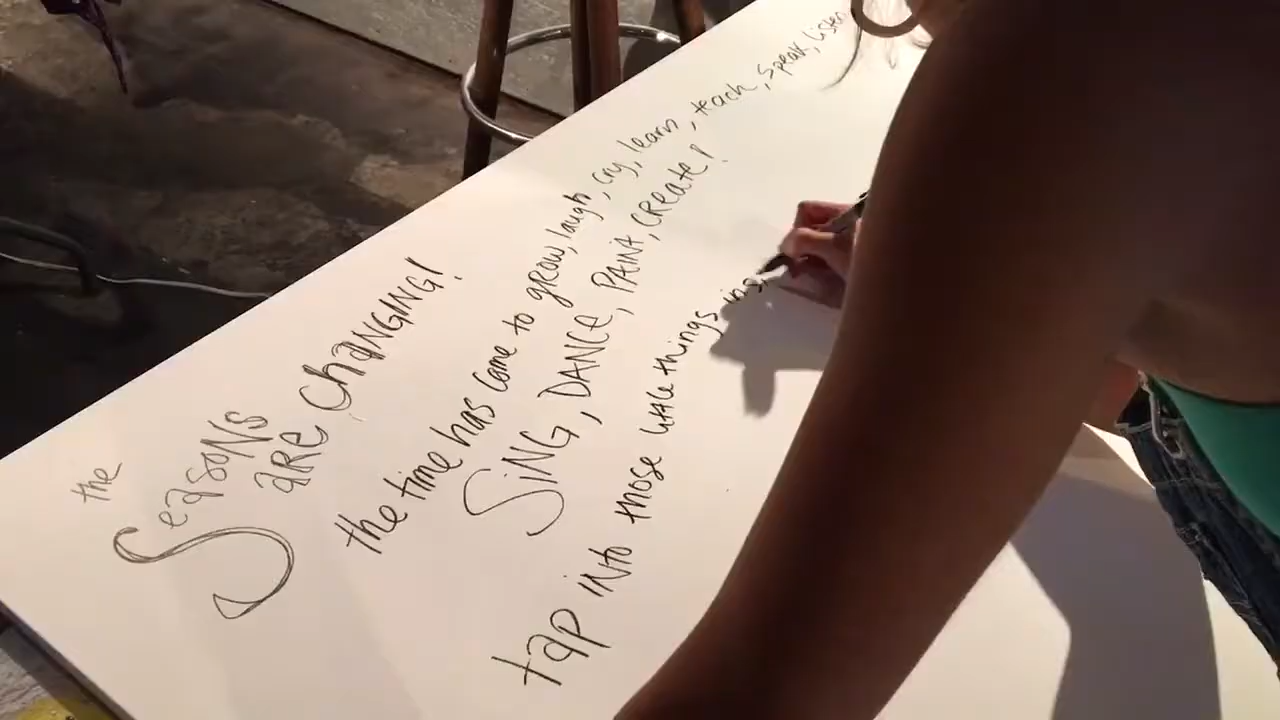 the
Seasons
are changing!
the time has come to grow, laugh, cry, learn, teach, speak, listen
SING, DANCE, PAINT, CREATE!
tap into those little things